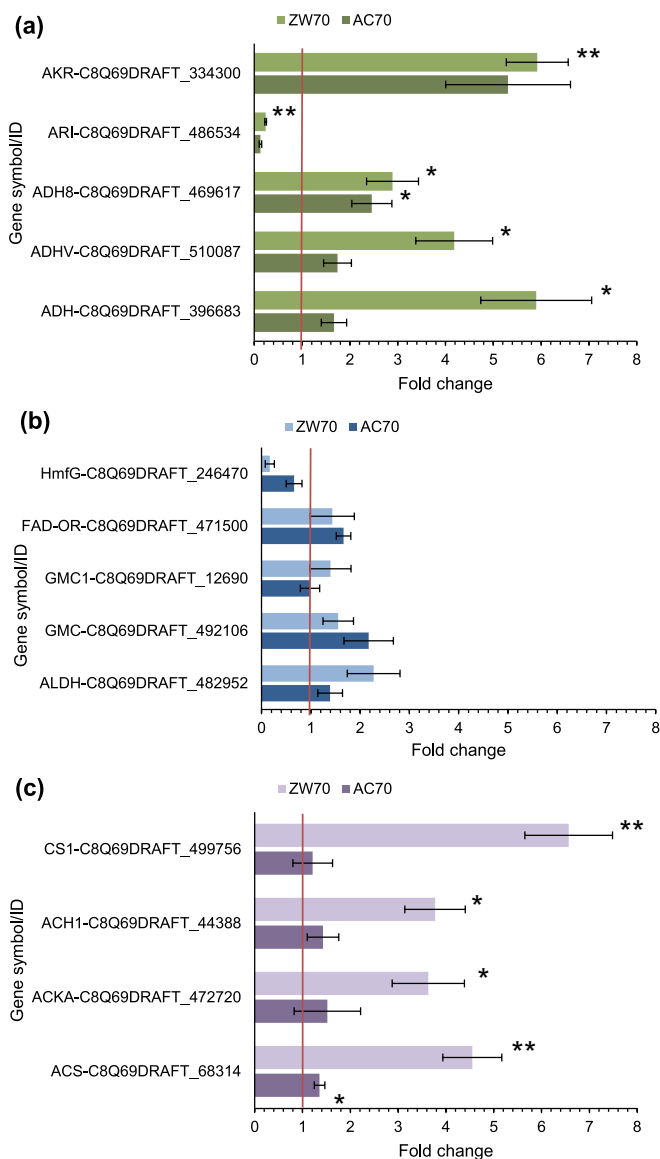 (a)
ZW70 AC70
Gene symbol/ID
AKR-C8Q69DRAFT_334300
**
ARI-C8Q69DRAFT_486534
**
ADH8-C8Q69DRAFT_469617
*
*
ADHV-C8Q69DRAFT_510087
*
ADH-C8Q69DRAFT_396683
*
0 1 2 3 4 5 6 7 8
Fold change
(b)
ZW70 AC70
Gene symbol/ID
HmfG-C8Q69DRAFT_246470
FAD-OR-C8Q69DRAFT_471500
GMC1-C8Q69DRAFT_12690
GMC-C8Q69DRAFT_492106
ALDH-C8Q69DRAFT_482952
0 1 2 3 4 5 6 7 8
Fold change
(c)
ZW70 AC70
Gene symbol/ID
CS1-C8Q69DRAFT_499756
**
ACH1-C8Q69DRAFT_44388
*
ACKA-C8Q69DRAFT_472720
*
ACS-C8Q69DRAFT_68314
**
*
0 1 2 3 4 5 6 7 8
Fold change